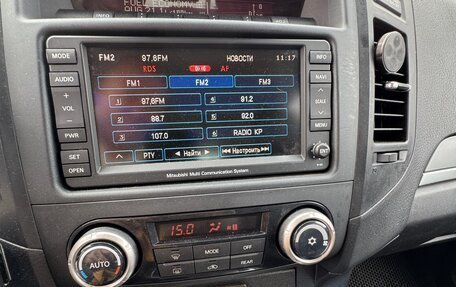 FUEL ECONOMY
MODE
AUDIO
+
VOL
-
PWR
SET
OPEN
FM2 97.6FM НОВОСТИ 11:17
RDS AF
FM1 FM2 FM3
1 97.6FM 4 91.2
2 88.7 5 92.0
3 107.0 6 RADIO KP
PTY Найти Настроить
Mitsubishi Multi Communication System
INFO
NAVI
SCALE
MENU
ENT
15.0
AUTO
MODE OFF
REAR